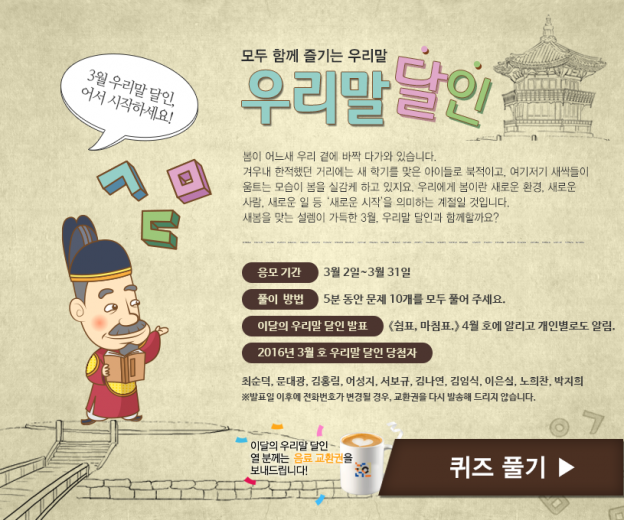 모두 함께 즐기는 우리말
우리말 달인
3월 우리말 달인,
어서 시작하세요!
봄이 어느새 우리 곁에 바짝 다가와 있습니다.
겨우내 한적했던 거리에는 새 학기를 맞은 아이들로 북적이고, 여기저기 새싹들이
움트는 모습이 봄을 실감케 하고 있지요. 우리에게 봄이란 새로운 환경, 새로운
사람, 새로운 일 등 '새로운 시작'을 의미하는 계절일 것입니다.
새봄을 맞는 설렘이 가득한 3월, 우리말 달인과 함께할까요?
ㄱ ㅁ
ㄷ
응모 기간 3월 2일~3월 31일
풀이 방법 5분 동안 문제 10개를 모두 풀어 주세요.
이달의 우리말 달인 발표 《쉼표, 마침표.》 4월 호에 알리고 개인별로도 알림.
2016년 3월 호 우리말 달인 당첨자
최순덕, 문대광, 김홍림, 어성지, 서보규, 김나연, 김임식, 이은실, 노희찬, 박지희
※발표일 이후에 전화번호가 변경될 경우, 교환권을 다시 발송해 드리지 않습니다.
이달의 우리말 달인
열 분께는 음료 교환권을
보내드립니다!
퀴즈 풀기 ▶